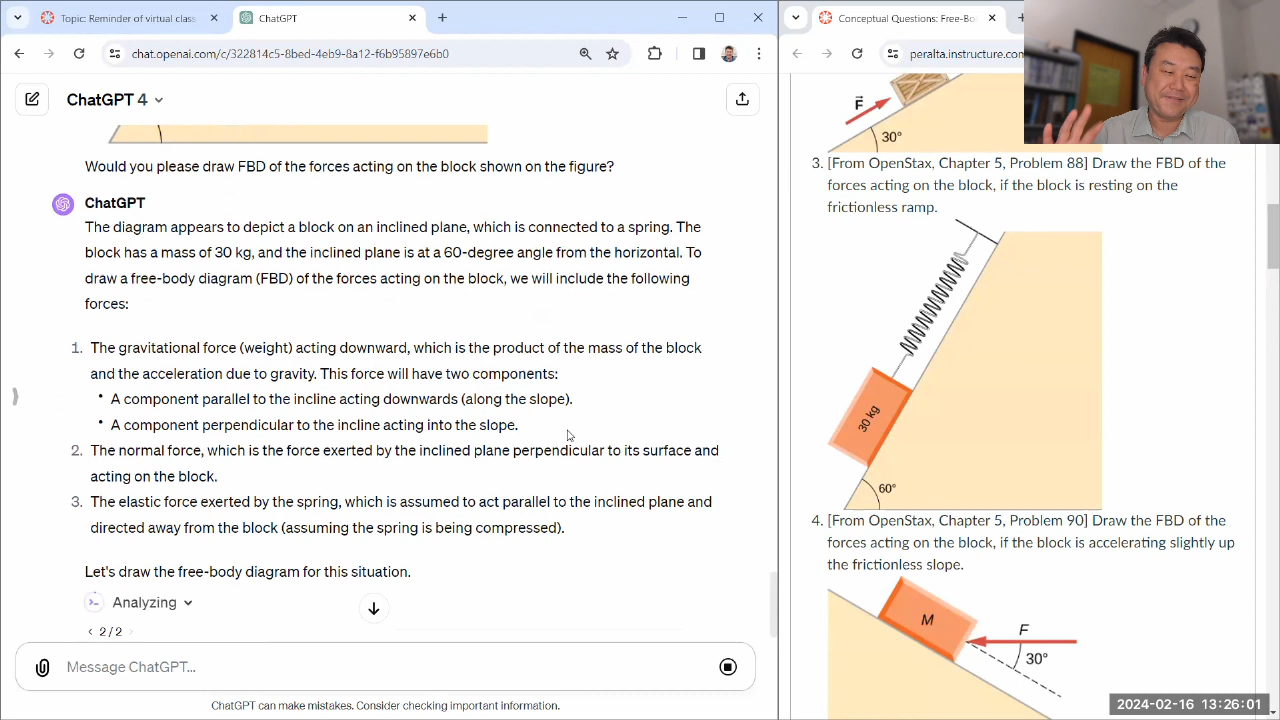 Topic: Reminder of virtual class
ChatGPT
Conceptual Questions: Free-Bo
chat.openai.com/c/322814c5-8bed-4eb9-8a12-f6b95897e6b0
peralta.instructure.com
ChatGPT 4
Would you please draw FBD of the forces acting on the block shown on the figure?
ChatGPT
The diagram appears to depict a block on an inclined plane, which is connected to a spring. The
block has a mass of 30 kg, and the inclined plane is at a 60-degree angle from the horizontal. To
draw a free-body diagram (FBD) of the forces acting on the block, we will include the following
forces:
1. The gravitational force (weight) acting downward, which is the product of the mass of the block
and the acceleration due to gravity. This force will have two components:
• A component parallel to the incline acting downwards (along the slope).
• A component perpendicular to the incline acting into the slope.
2. The normal force, which is the force exerted by the inclined plane perpendicular to its surface and
acting on the block.
3. The elastic force exerted by the spring, which is assumed to act parallel to the inclined plane and
directed away from the block (assuming the spring is being compressed).
Let's draw the free-body diagram for this situation.
Analyzing
2/2
Message ChatGPT...
ChatGPT can make mistakes. Consider checking important information.
F
30°
3. [From OpenStax, Chapter 5, Problem 88] Draw the FBD of the
forces acting on the block, if the block is resting on the
frictionless ramp.
30 kg
60°
4. [From OpenStax, Chapter 5, Problem 90] Draw the FBD of the
forces acting on the block, if the block is accelerating slightly up
the frictionless slope.
M
F
30°
2024-02-16 13:26:01